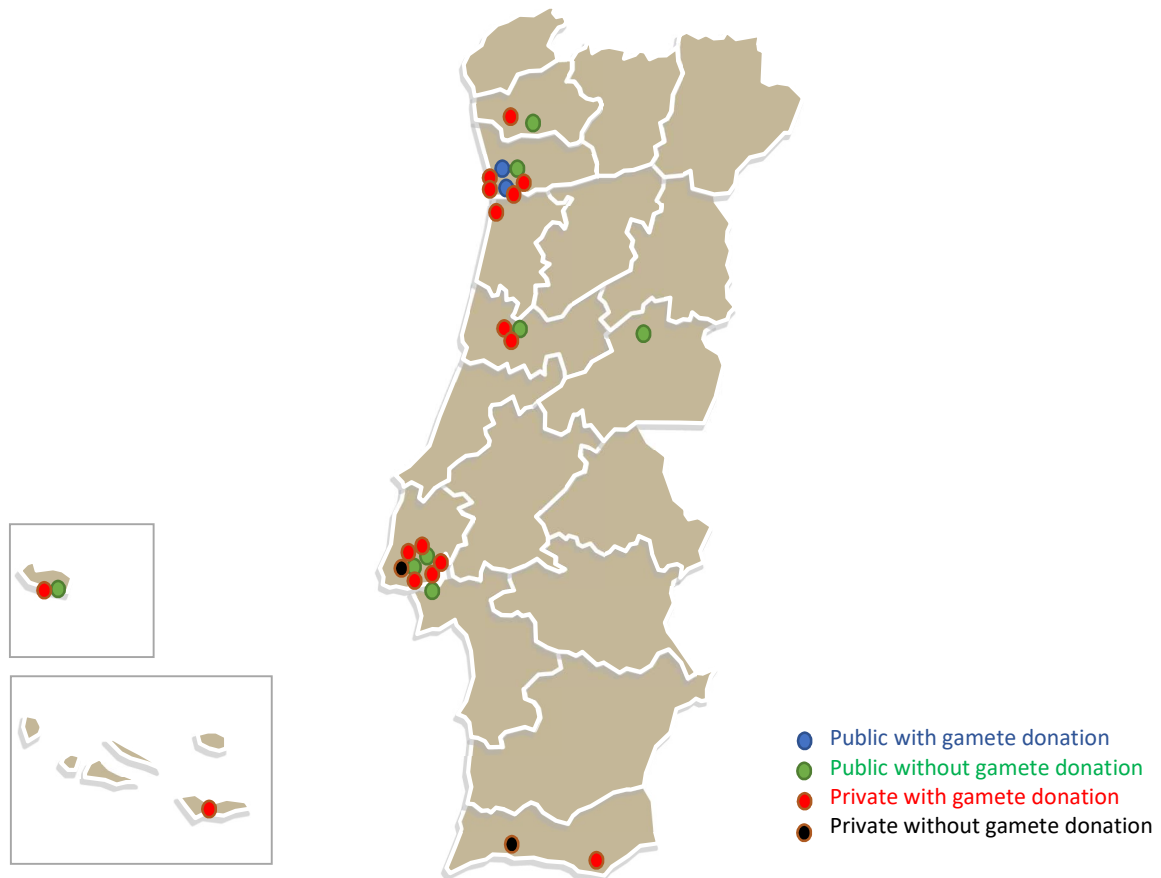 Public with gamete donation
Public without gamete donation
Private with gamete donation
Private without gamete donation